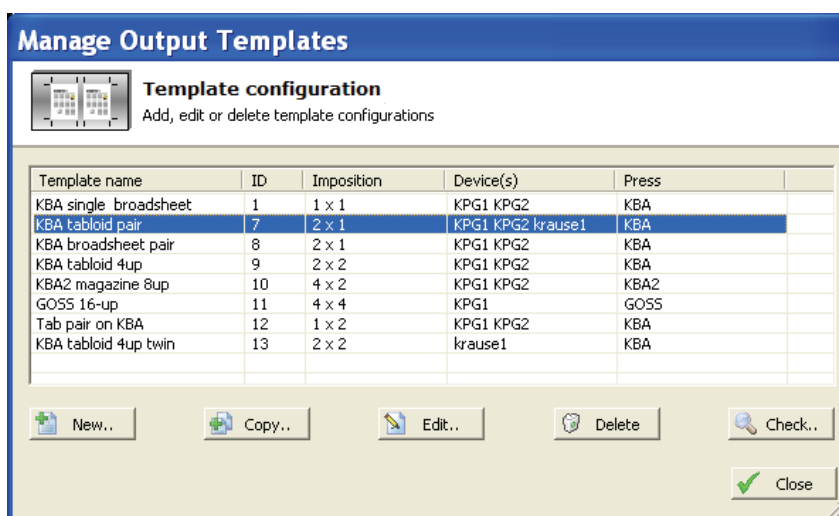 Manage Output Templates
Template configuration
Add, edit or delete template configurations
Template name ID Imposition Device(s) Press
KBA single broadsheet 1 1 x 1 KPG1 KPG2 KBA
KBA tabloid pair 7 2 x 1 KPG1 KPG2 krause1 KBA
KBA broadsheet pair 8 2 x 1 KPG1 KPG2 KBA
KBA tabloid 4up 9 2 x 2 KPG1 KPG2 KBA
KBA2 magazine 8up 10 4 x 2 KPG1 KPG2 KBA2
GOSS 16-up 11 4 x 4 KPG1 GOSS
Tab pair on KBA 12 1 x 2 KPG1 KPG2 KBA
KBA tabloid 4up twin 13 2 x 2 krause1 KBA
New.. Copy.. Edit.. Delete Check..
Close